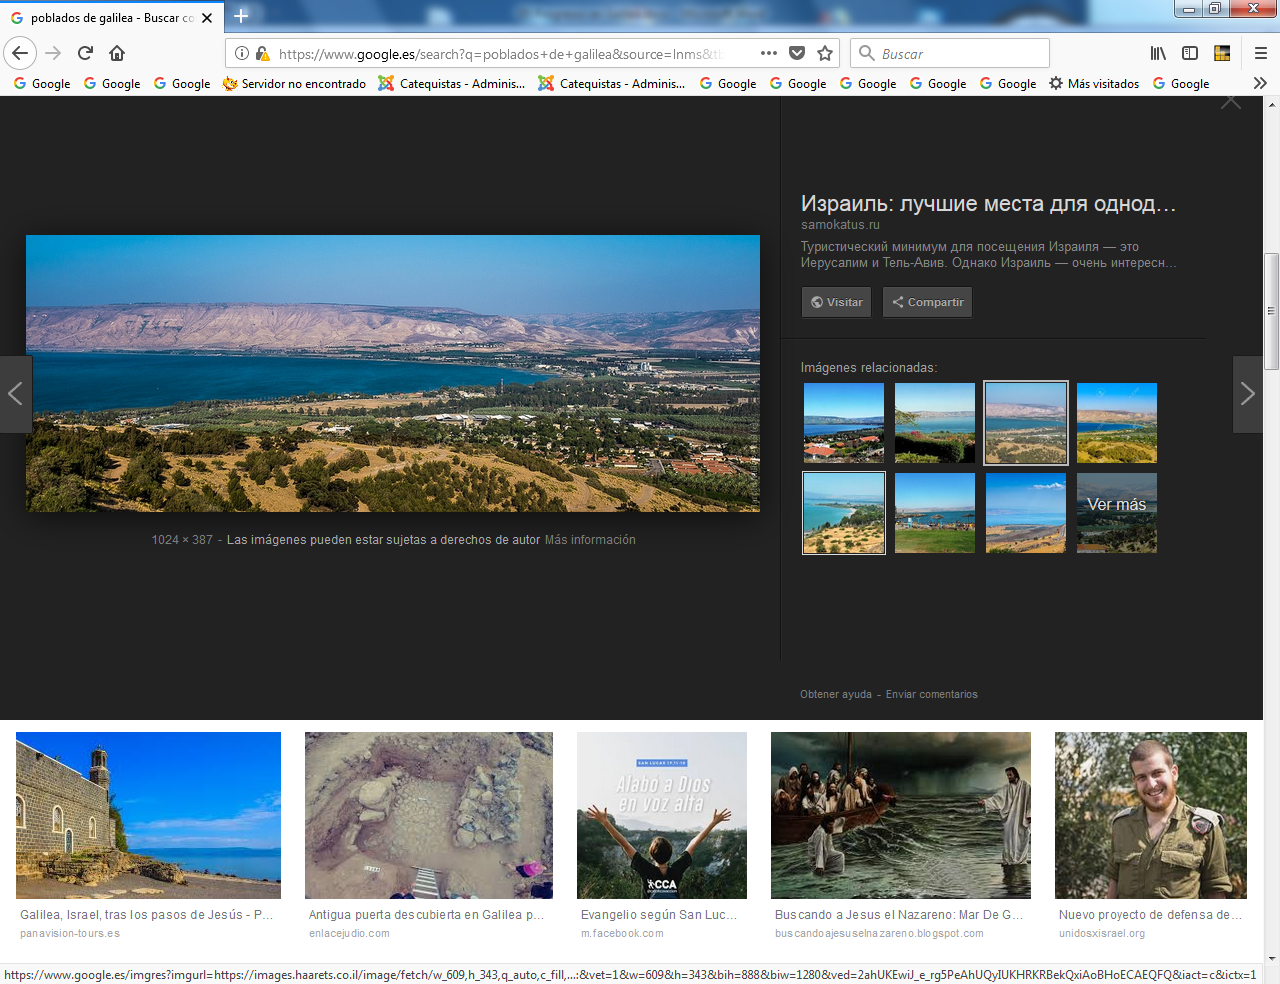 poblados de galilea - Buscar co
https://www.google.es/search?q=poblados+de+galilea&source=lnms&tb
Buscar
Google
Google
Google
Servidor no encontrado
Catequistas - Adminis...
Catequistas - Adminis...
Google
Google
Google
Google
Google
Más visitados
Google
Израиль: лучшие места для однод...
samokatus.ru
Туристический минимум для посещения Израиля — это
Иерусалим и Тель-Авив. Однако Израиль — очень интересн...
Visitar
Compartir
Imágenes relacionadas:
Ver más
1024 × 387 - Las imágenes pueden estar sujetas a derechos de autor Más información
Obtener ayuda - Enviar comentarios
SAN LUCAS 17,11-19
Alabó a Dios
en voz alta
CCA
Galilea, Israel, tras los pasos de Jesús - P...
panavision-tours.es
Antigua puerta descubierta en Galilea p...
enlacejudio.com
Evangelio según San Luc...
m.facebook.com
Buscando a Jesus el Nazareno: Mar De G...
buscandoajesuselnazareno.blogspot.com
Nuevo proyecto de defensa de...
unidosxisrael.org
https://www.google.es/imgres?imgurl=https://images.haarets.co.il/image/fetch/w_609,h_343,q_auto,c_fill,...:&vet=1&w=609&h=343&bih=888&biw=1280&ved=2ahUKEwiJ_e_rg5PeAhUQyIUKHRKRBekQxiAoBHoECAEQFQ&iact=c&ictx=1